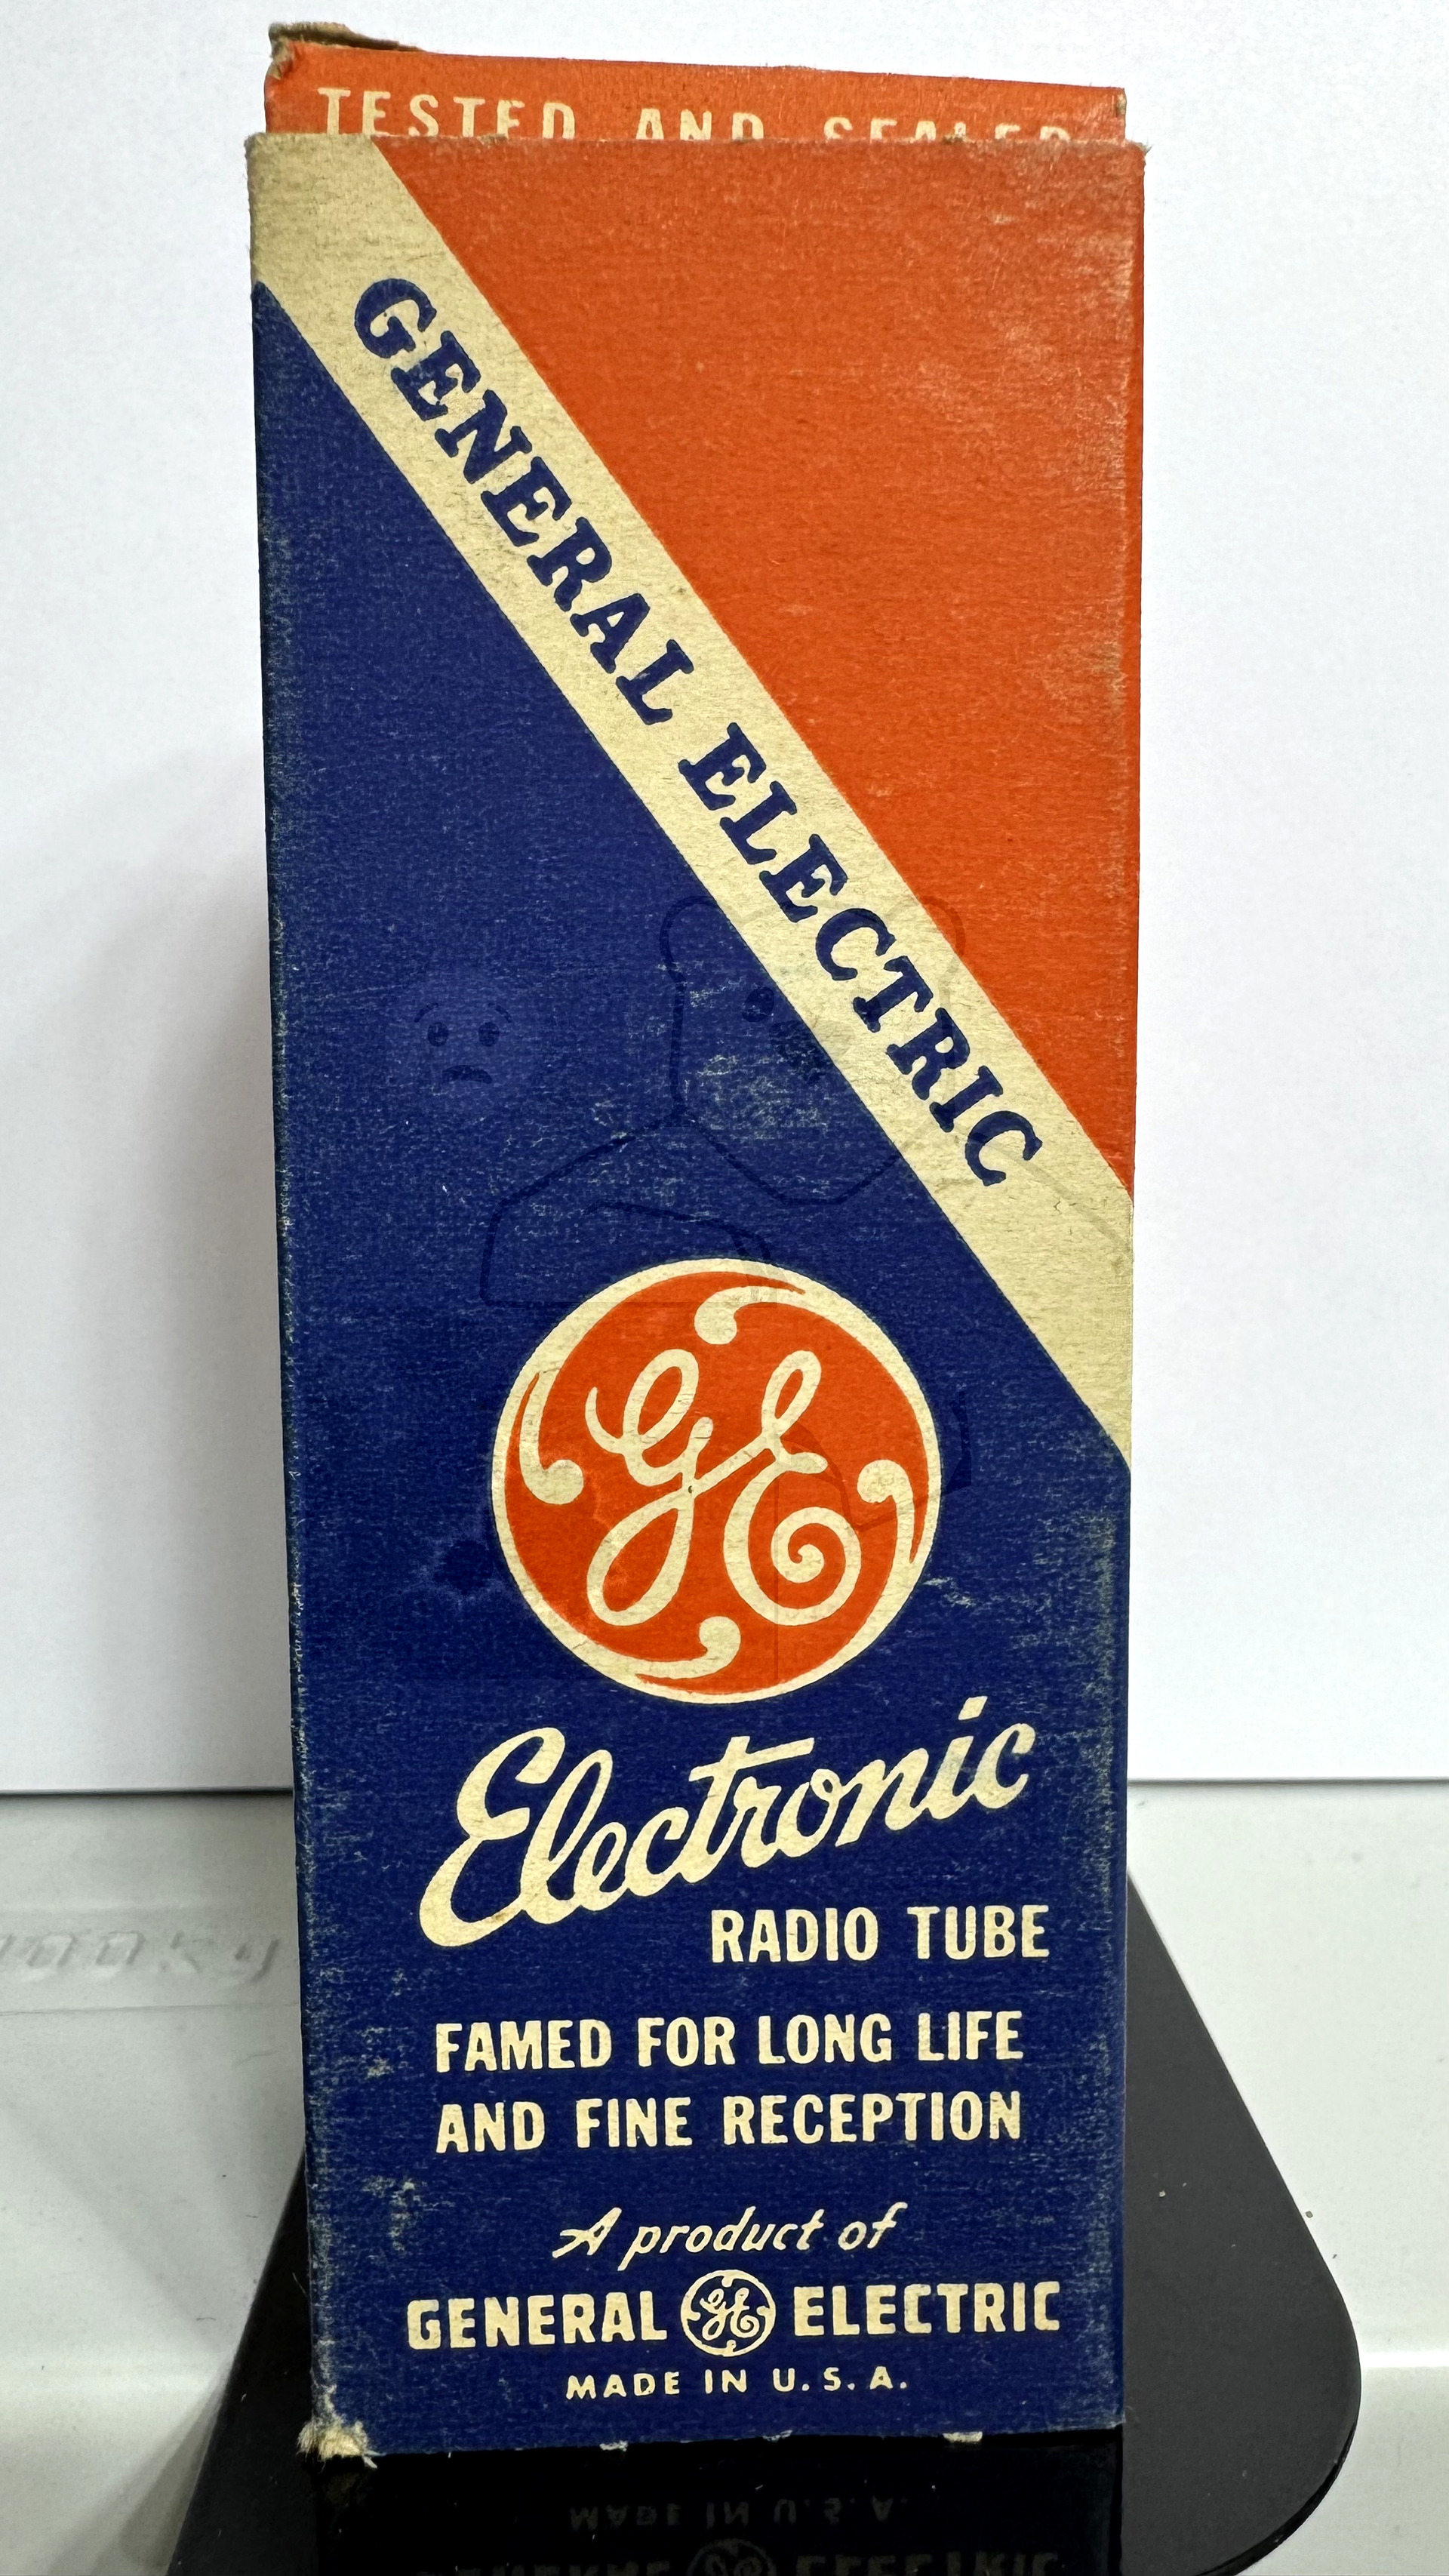 TESTED AND SEALED
GENERAL ELECTRIC
GE
Electronic
RADIO TUBE
FAMED FOR LONG LIFE
AND FINE RECEPTION
A product of
GENERAL GE ELECTRIC
MADE IN U.S.A.